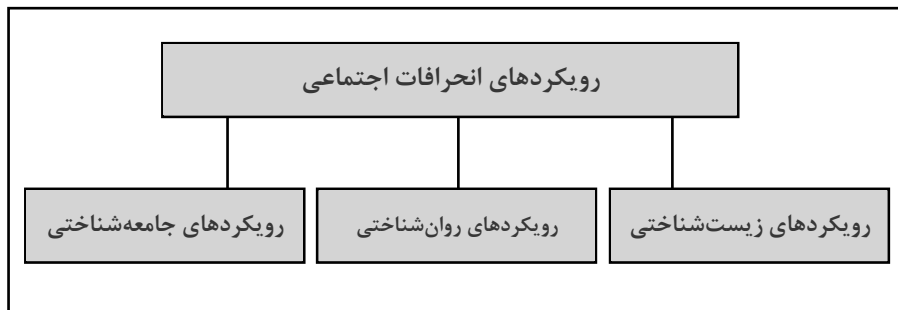 رویکردهای انحرافات اجتماعی
رویکردهای زیست‌شناختی
رویکردهای روان‌شناختی
رویکردهای جامعه‌شناختی